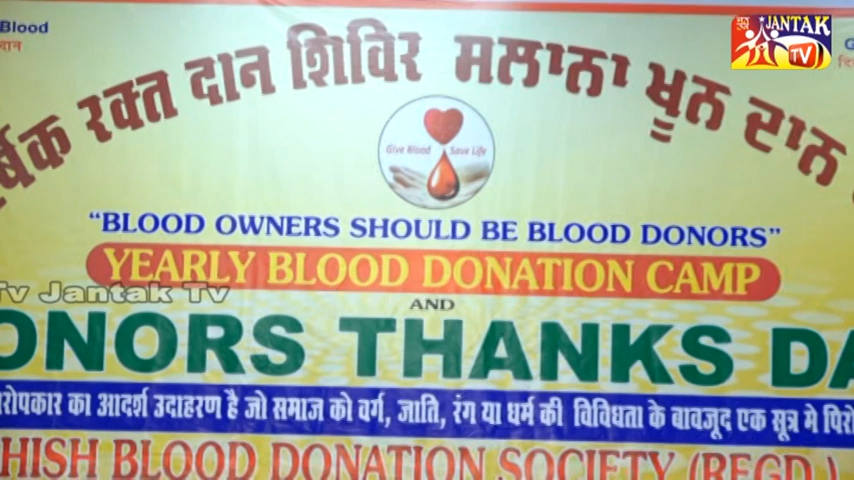 Blood
दान
JANTAK
TV
G
र्षिक रक्त दान शिविर ਸਲਾਨਾ ਖੂਨ ਦਾਨ
Give Blood Save Life
"BLOOD OWNERS SHOULD BE BLOOD DONORS"
YEARLY BLOOD DONATION CAMP
Tv Jantak Tv
AND
ONORS THANKS DA
रोपकार का आदर्श उदाहरण है जो समाज को वर्ग, जाति, रंग या धर्म की विविधता के बावजूद एक सूत्र मे पिरो
HISH BLOOD DONATION SOCIETY (REGD.)